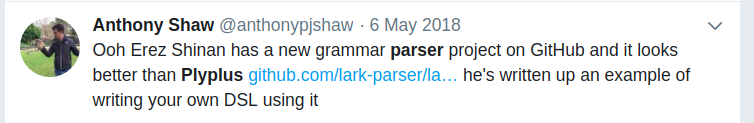 Anthony Shaw @anthonypjshaw · 6 May 2018
Ooh Erez Shinan has a new grammar parser project on GitHub and it looks
better than Plyplus github.com/lark-parser/la… he's written up an example of
writing your own DSL using it